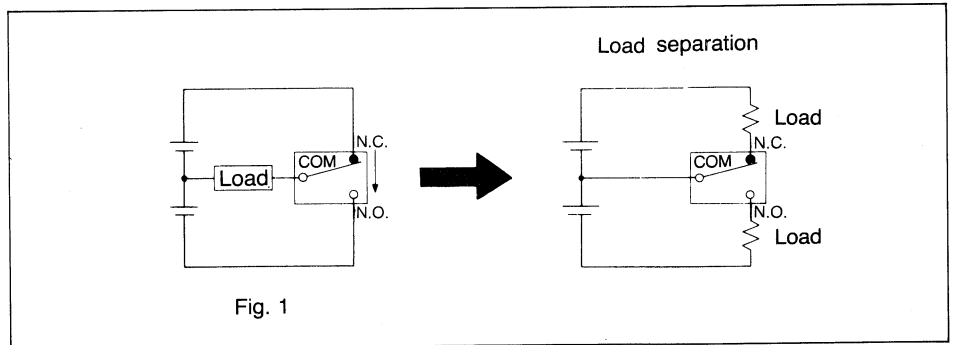 Load separation
N.C.
COM
Load
N.O.
Fig. 1
Load
N.C.
COM
N.O.
Load